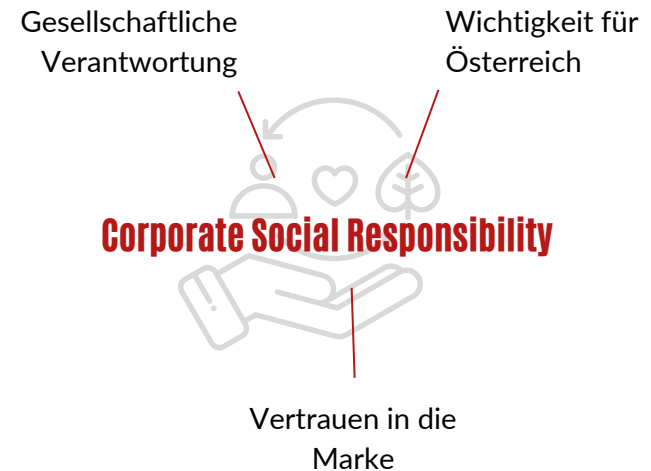 Gesellschaftliche
Verantwortung
Wichtigkeit für
Österreich
Corporate Social Responsibility
Vertrauen in die
Marke